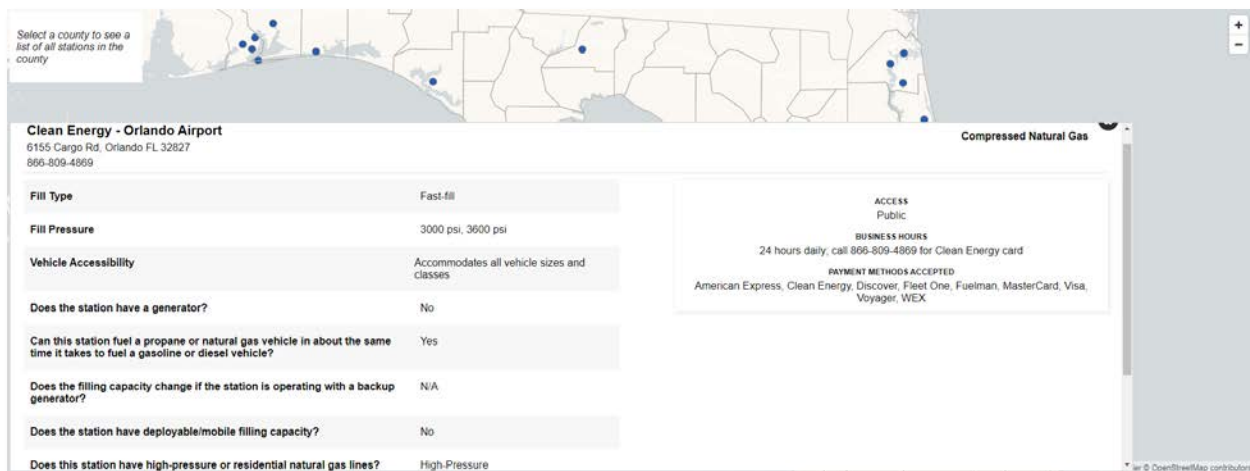 Select a county to see a
list of all stations in the
county
+
−
Clean Energy - Orlando Airport
6155 Cargo Rd, Orlando FL 32827
866-809-4869
Compressed Natural Gas
Fill Type
Fast-fill
Fill Pressure
3000 psi, 3600 psi
Vehicle Accessibility
Accommodates all vehicle sizes and
classes
Does the station have a generator?
No
Can this station fuel a propane or natural gas vehicle in about the same
time it takes to fuel a gasoline or diesel vehicle?
Yes
Does the filling capacity change if the station is operating with a backup
generator?
N/A
Does the station have deployable/mobile filling capacity?
No
Does this station have high-pressure or residential natural gas lines?
High-Pressure
ACCESS
Public
BUSINESS HOURS
24 hours daily; call 866-809-4869 for Clean Energy card
PAYMENT METHODS ACCEPTED
American Express, Clean Energy, Discover, Fleet One, Fuelman, MasterCard, Visa,
Voyager, WEX
© OpenStreetMap contributors